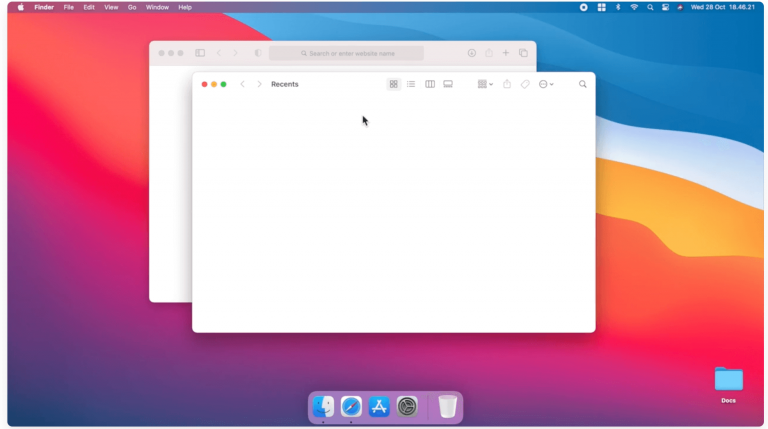 Finder File Edit View Go Window Help Wed 28 Oct 18.46.21
Search or enter website name
Recents
Docs